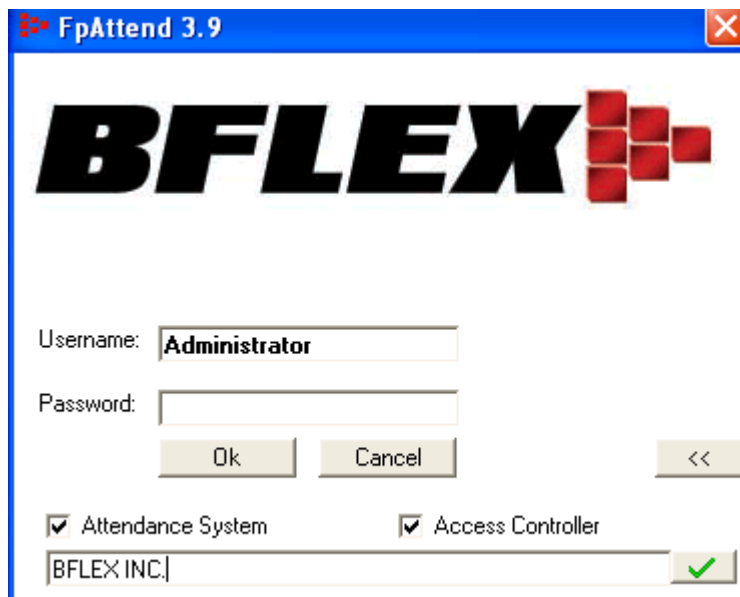 FpAttend 3.9
BFLEX
Username: Administrator
Password:
Ok Cancel <<
Attendance System Access Controller
BFLEX INC.